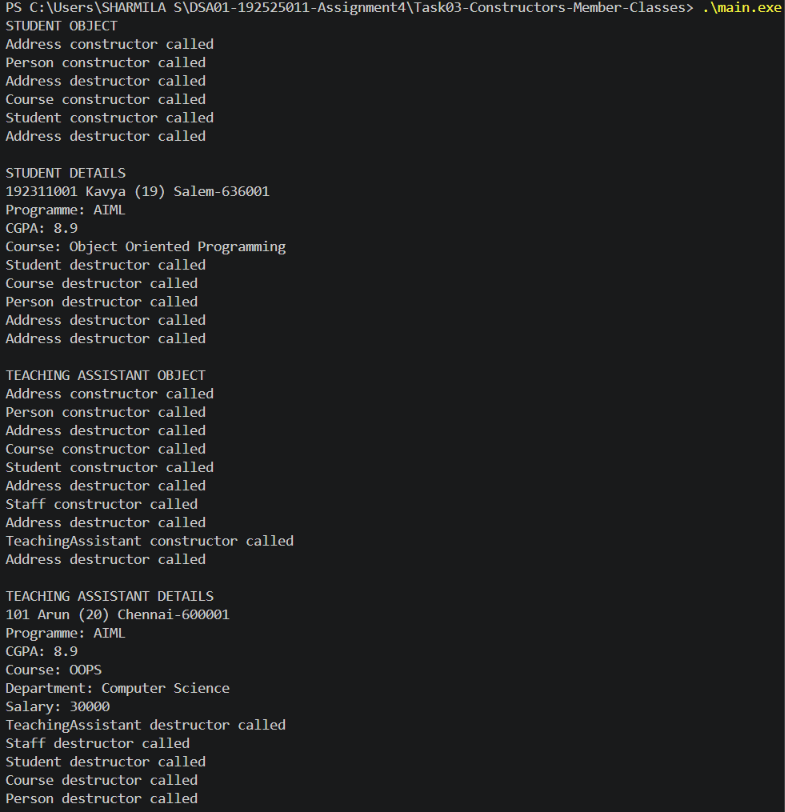 PS C:\Users\SHARMILA S\DSA01-192525011-Assignment4\Task03-Constructors-Member-Classes> .\main.exe
STUDENT OBJECT
Address constructor called
Person constructor called
Address destructor called
Course constructor called
Student constructor called
Address destructor called

STUDENT DETAILS
192311001 Kavya (19) Salem-636001
Programme: AIML
CGPA: 8.9
Course: Object Oriented Programming
Student destructor called
Course destructor called
Person destructor called
Address destructor called
Address destructor called

TEACHING ASSISTANT OBJECT
Address constructor called
Person constructor called
Address destructor called
Course constructor called
Student constructor called
Address destructor called
Staff constructor called
Address destructor called
TeachingAssistant constructor called
Address destructor called

TEACHING ASSISTANT DETAILS
101 Arun (20) Chennai-600001
Programme: AIML
CGPA: 8.9
Course: OOPS
Department: Computer Science
Salary: 30000
TeachingAssistant destructor called
Staff destructor called
Student destructor called
Course destructor called
Person destructor called